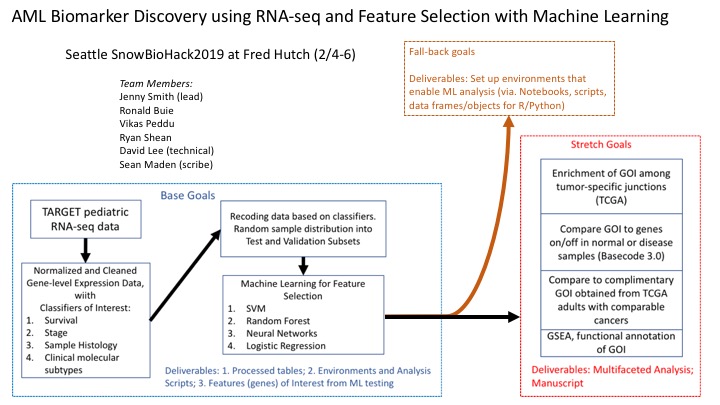 AML Biomarker Discovery using RNA-seq and Feature Selection with Machine Learning
Seattle SnowBioHack2019 at Fred Hutch (2/4-6)
Team Members:
Jenny Smith (lead)
Ronald Buie
Vikas Peddu
Ryan Shean
David Lee (technical)
Sean Maden (scribe)
Fall-back goals
Deliverables: Set up environments that
enable ML analysis (via. Notebooks, scripts,
data frames/objects for R/Python)
Base Goals
TARGET pediatric
RNA-seq data
Normalized and Cleaned
Gene-level Expression Data,
wiith
Classifiers of Interest:
1. Survival
2. Stage
3. Sample Histology
4. Clinical molecular
subtypes
Recoding data based on classifiers.
Random sample distribution into
Test and Validation Subsets
Machine Learning for Feature
Selection
1. SVM
2. Random Forest
3. Neural Networks
4. Logistic Regression
Deliverables: 1. Processed tables; 2. Environments and Analysis
Scripts; 3. Features (genes) of Interest from ML testing
Stretch Goals
Enrichment of GOI among
tumor-specific junctions
(TCGA)
Compare GOI to genes
on/off in normal or disease
samples (Basecode 3.0)
Compare to complimentary
GOI obtained from TCGA
adults with comparable
cancers
GSEA, functional annotation
of GOI
Deliverables: Multifaceted Analysis;
Manuscript